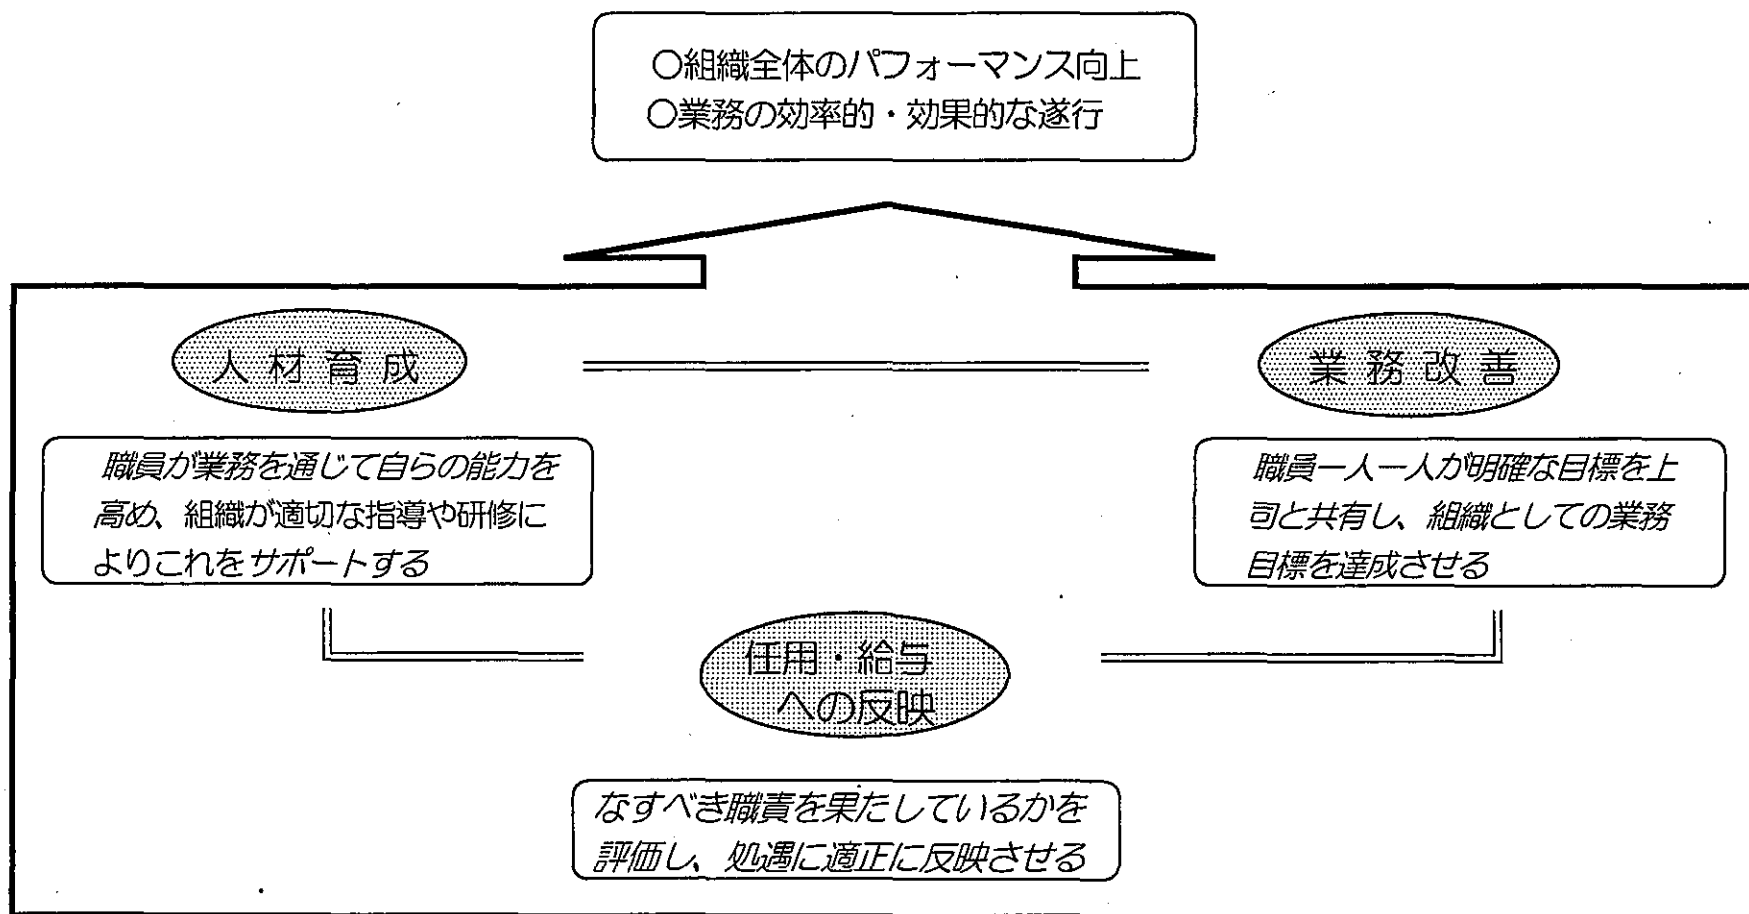 ○組織全体のパフォーマンス向上
○業務の効率的・効果的な遂行
人材育成
業務改善
職員が業務を通じて自らの能力を
高め、組織が適切な指導や研修に
よりこれをサポートする
職員一人一人が明確な目標を上
司と共有し、組織としての業務
目標を達成させる
任用・給与
への反映
なすべき職責を果たしているかを
評価し、処遇に適正に反映させる